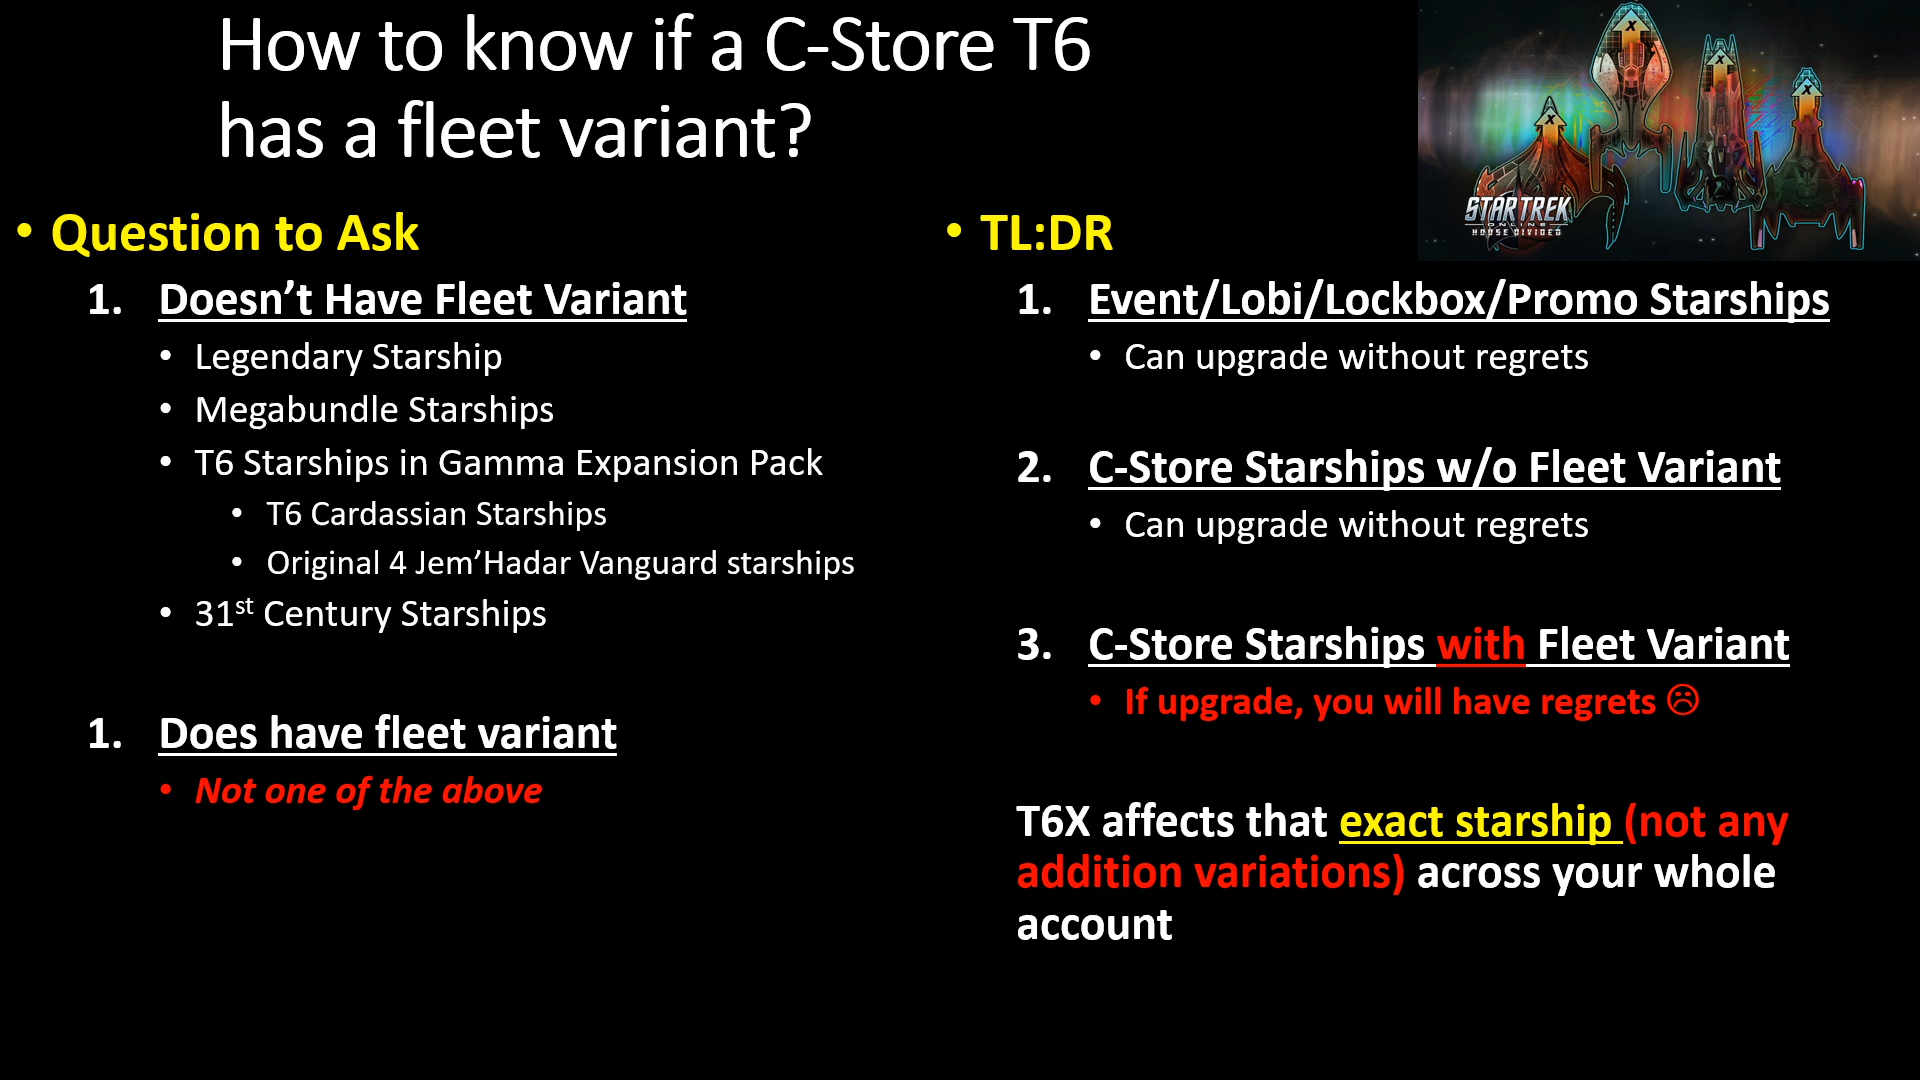 How to know if a C-Store T6
has a fleet variant?
• Question to Ask
1. Doesn’t Have Fleet Variant
• Legendary Starship
• Megabundle Starships
• T6 Starships in Gamma Expansion Pack
• T6 Cardassian Starships
• Original 4 Jem’Hadar Vanguard starships
• 31st Century Starships
1. Does have fleet variant
• Not one of the above
• TL:DR
1. Event/Lobi/Lockbox/Promo Starships
• Can upgrade without regrets
2. C-Store Starships w/o Fleet Variant
• Can upgrade without regrets
3. C-Store Starships with Fleet Variant
• If upgrade, you will have regrets ☹
T6X affects that exact starship (not any
addition variations) across your whole
account
X
X
X
X
STAR TREK
ONLINE
HOUSE DIVIDED